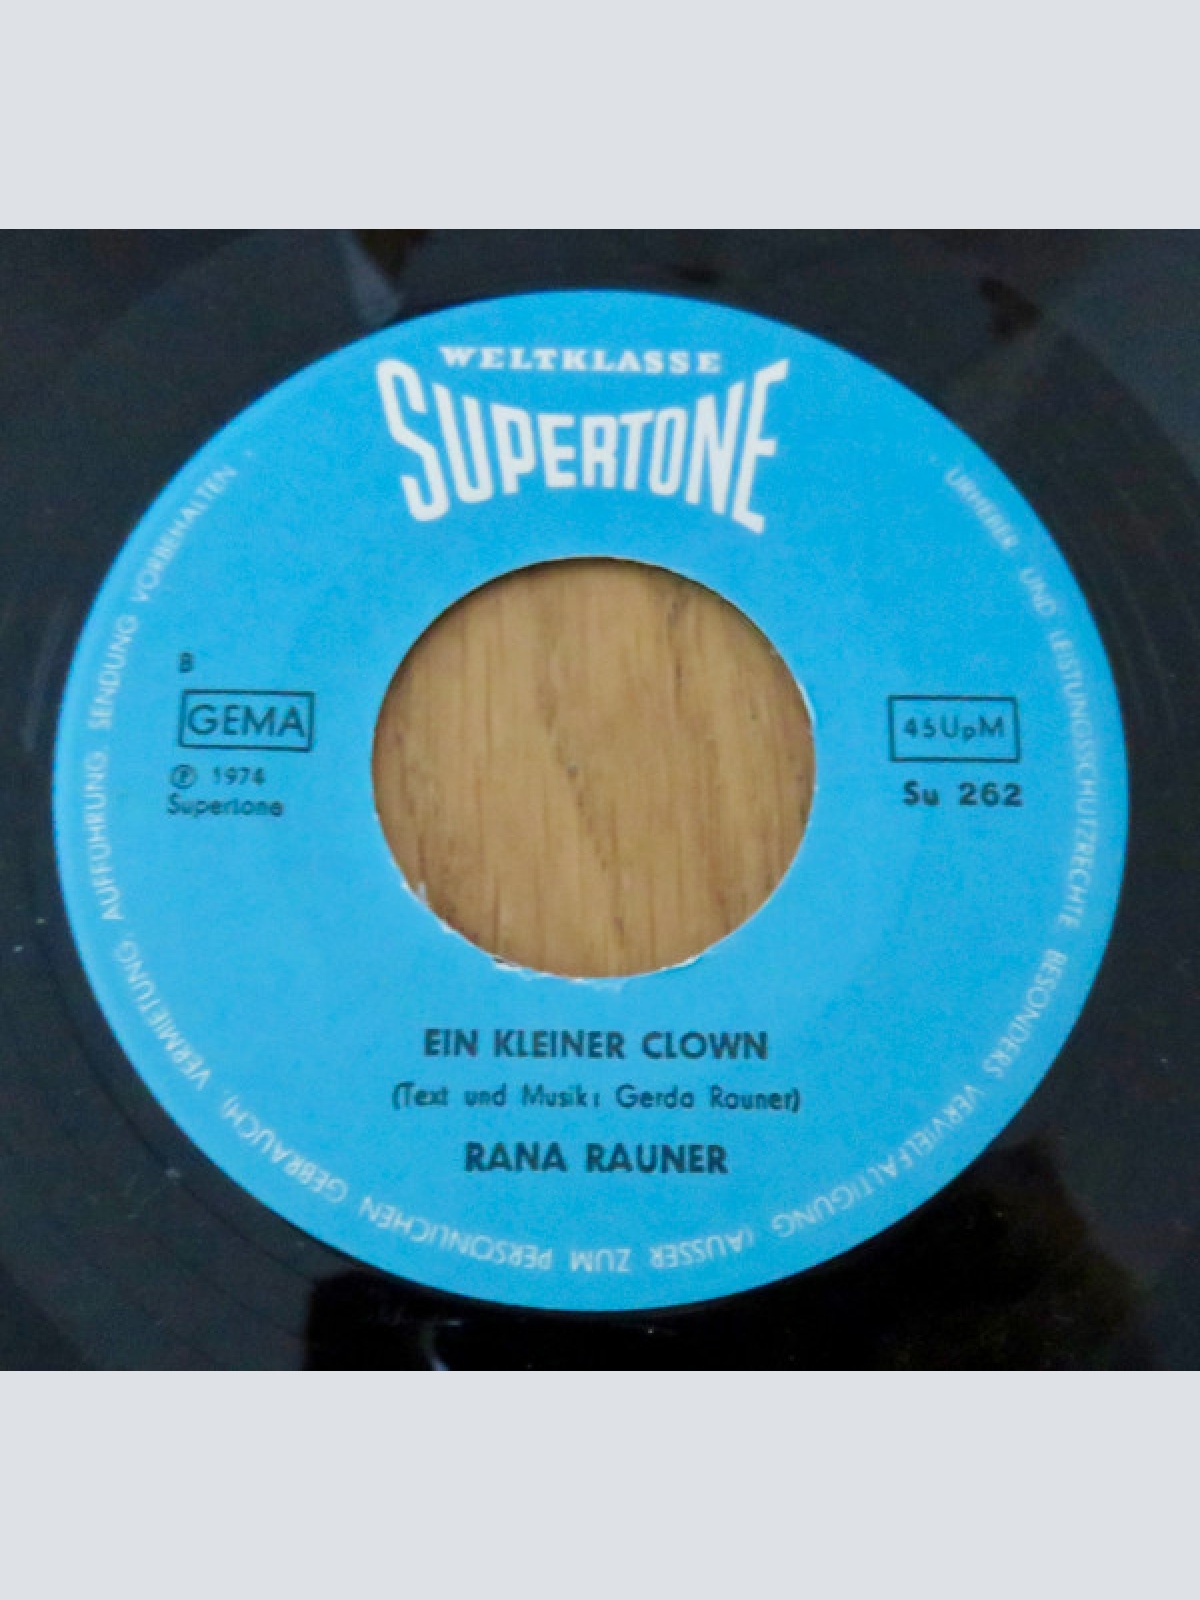 WELTKLASSE
SUPERTONE
B
GEMA
℗ 1974
Supertone
45UpM
Su 262
EIN KLEINER CLOWN
(Text und Musik: Gerda Rauner)
RANA RAUNER
URHEBER UND LEISTUNGSSCHUTZRECHTE BESONDERS VERVIELFÄLTIGUNG (AUSSER ZUM PERSÖNLICHEN GEBRAUCH), VERMIETUNG, AUFFÜHRUNG, SENDUNG VORBEHALTEN